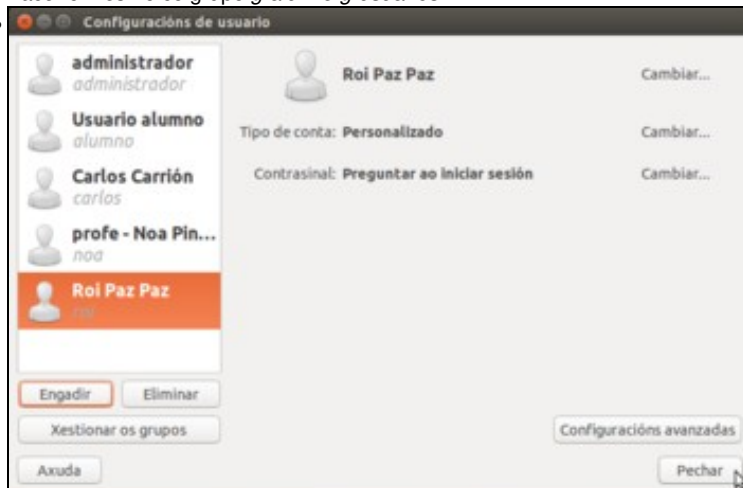 Configuracións de usuario
administrador
administrador
Usuario alumno
alumno
Carlos Carrión
carlos
profe - Noa Pin...
noa
Roi Paz Paz
roi
Engadir
Eliminar
Xestionar os grupos
Axuda
Roi Paz Paz
Cambiar...
Tipo de conta: Personalizado
Cambiar...
Contrasinal: Preguntar ao iniciar sesión
Cambiar...
Configuracións avanzadas
Pechar